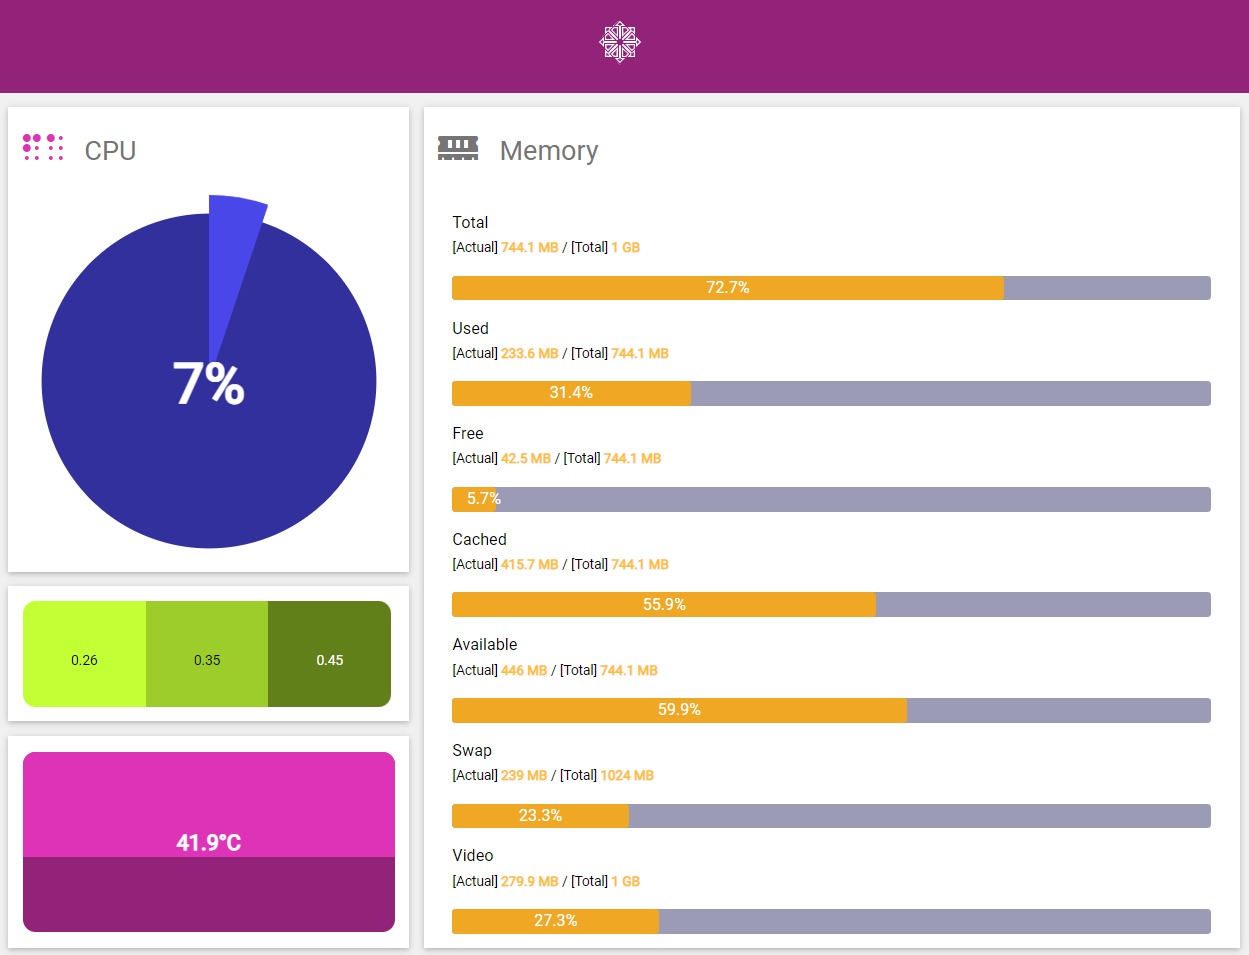 CPU
7%
0.26
0.35
0.45
41.9°C
Memory
Total
[Actual] 744.1 MB / [Total] 1 GB
72.7%
Used
[Actual] 233.6 MB / [Total] 744.1 MB
31.4%
Free
[Actual] 42.5 MB / [Total] 744.1 MB
5.7%
Cached
[Actual] 415.7 MB / [Total] 744.1 MB
55.9%
Available
[Actual] 446 MB / [Total] 744.1 MB
59.9%
Swap
[Actual] 239 MB / [Total] 1024 MB
23.3%
Video
[Actual] 279.9 MB / [Total] 1 GB
27.3%